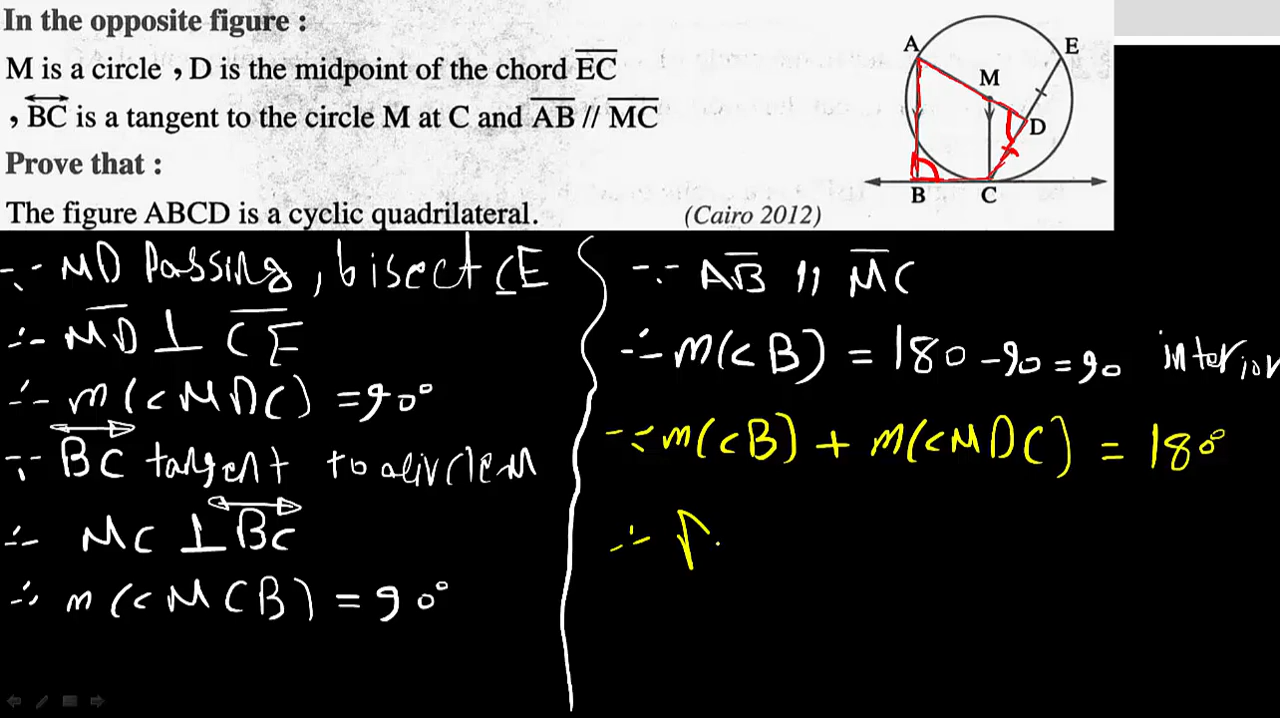 In the opposite figure :
M is a circle , D is the midpoint of the chord EC
, BC is a tangent to the circle M at C and AB // MC
Prove that :
The figure ABCD is a cyclic quadrilateral.
(Cairo 2012)
A
E
M
D
B
C
∵ MD Passing , bisect CE
∴ MD ⊥ CE
∴ m(<MDC) = 90°
∵ BC tangent to circle M
∴ MC ⊥ BC
∴ m(<MCB) = 90°
∵ AB // MC
∴ m(<B) = 180 - 90 = 90 interior
∵ m(<B) + m(<MDC) = 180°
∴